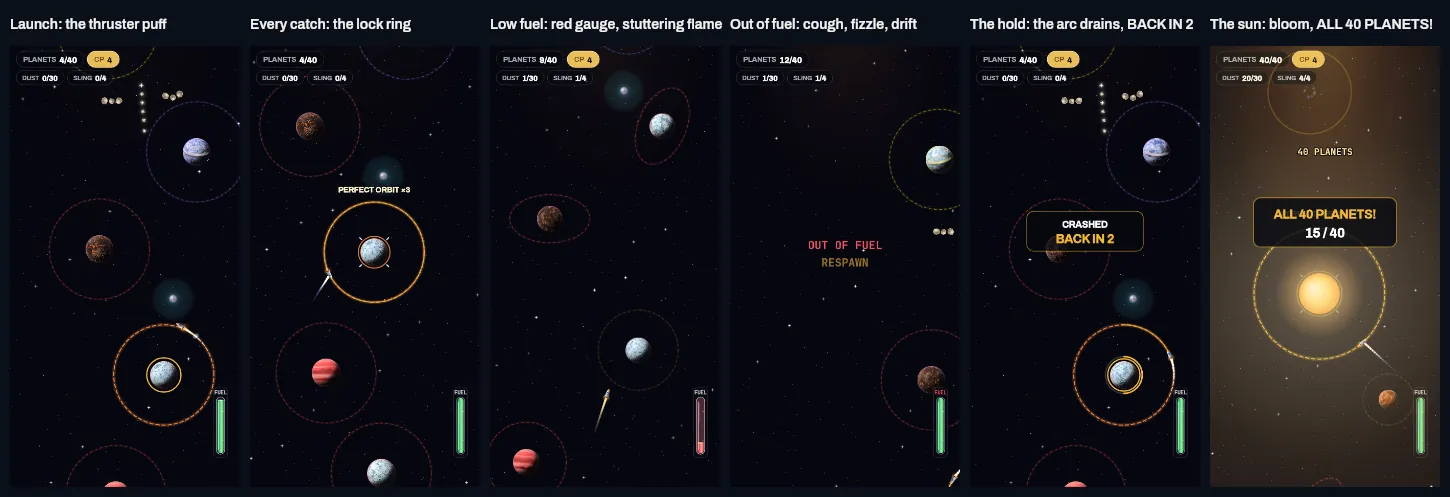 Launch: the thruster puff
PLANETS 4/40 CP 4
DUST 0/30 SLING 0/4
FUEL
Every catch: the lock ring
PLANETS 4/40
DUST 0/30 SLING 0/4
PERFECT ORBIT ×3
FUEL
Low fuel: red gauge, stuttering flame
PLANETS 9/40 CP 4
DUST 1/30 SLING 1/4
FUEL
Out of fuel: cough, fizzle, drift
PLANETS 12/40
DUST 1/30 SLING 1/4
OUT OF FUEL
RESPAWN
FUEL
The hold: the arc drains, BACK IN 2
PLANETS 4/40 CP 4
DUST 0/30 SLING 0/4
CRASHED
BACK IN 2
FUEL
The sun: bloom, ALL 40 PLANETS!
PLANETS 40/40 CP 4
DUST 20/30 SLING 4/4
40 PLANETS
ALL 40 PLANETS!
15 / 40
FUEL